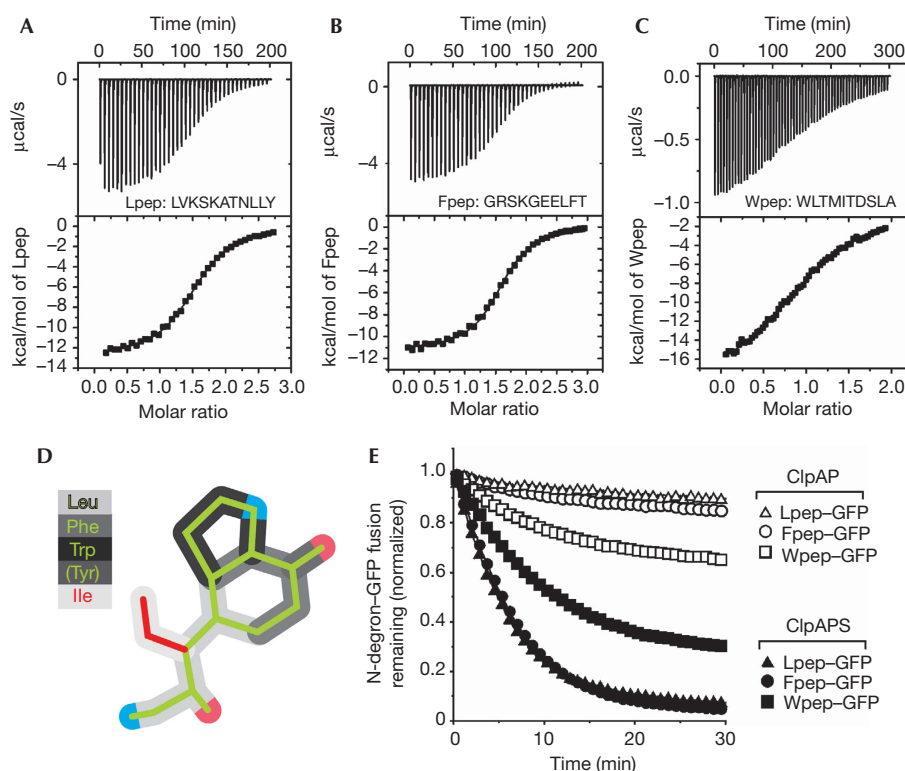 A
Time (min)
0 50 100 150 200
0
−4
µcal/s
Lpep: LVKSKATNLLY
0
−2
−4
−6
−8
−10
−12
−14
kcal/mol of Lpep
0.0 0.5 1.0 1.5 2.0 2.5 3.0
Molar ratio
B
Time (min)
0 50 100 150 200
0
−4
µcal/s
Fpep: GRSKGEELFT
0
−2
−4
−6
−8
−10
−12
kcal/mol of Fpep
0.0 0.5 1.0 1.5 2.0 2.5 3.0
Molar ratio
C
Time (min)
0 50 100 150 200 250 300
0.0
−0.5
−1.0
µcal/s
Wpep: WLTMITDSLA
−2
−4
−6
−8
−10
−12
−14
−16
kcal/mol of Wpep
0.0 0.5 1.0 1.5 2.0
Molar ratio
D
Leu
Phe
Trp
(Tyr)
Ile
E
N-degron–GFP fusion
remaining (normalized)
1.0
0.8
0.6
0.4
0.2
0 10 20 30
Time (min)
ClpAP
Lpep–GFP
Fpep–GFP
Wpep–GFP
ClpAPS
Lpep–GFP
Fpep–GFP
Wpep–GFP